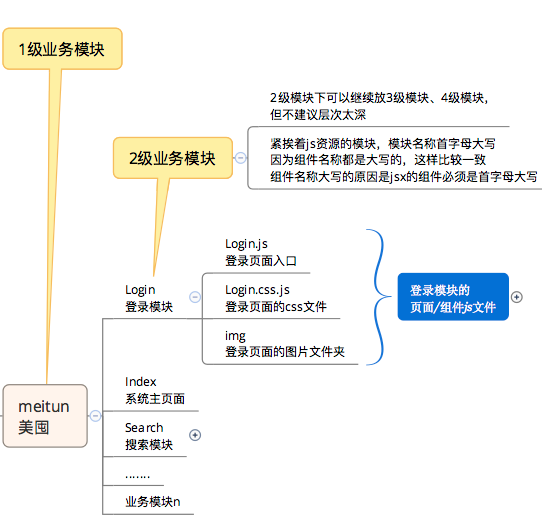 1级业务模块
2级模块下可以继续放3级模块、4级模块，
但不建议层次太深
2级业务模块
紧挨着js资源的模块，模块名称首字母大写
因为组件名称都是大写的，这样比较一致
组件名称大写的原因是jsx的组件必须是首字母大写
Login.js
登录页面入口
Login
登录模块
Login.css.js
登录页面的css文件
img
登录页面的图片文件夹
登录模块的
页面/组件js文件
meitun
美囤
Index
系统主页面
Search
搜索模块
.......
业务模块n